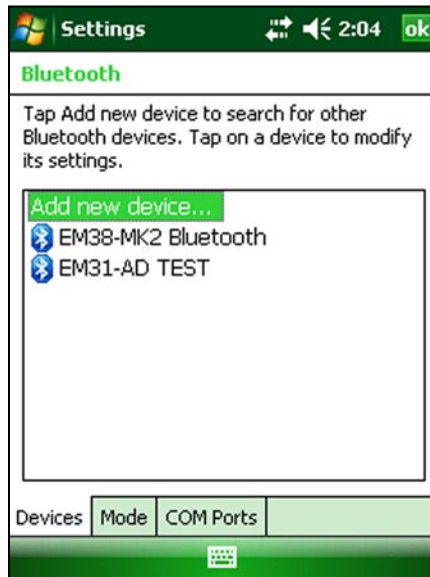 Settings 2:04 ok
Bluetooth
Tap Add new device to search for other
Bluetooth devices. Tap on a device to modify
its settings.
Add new device...
EM38-MK2 Bluetooth
EM31-AD TEST
Devices Mode COM Ports